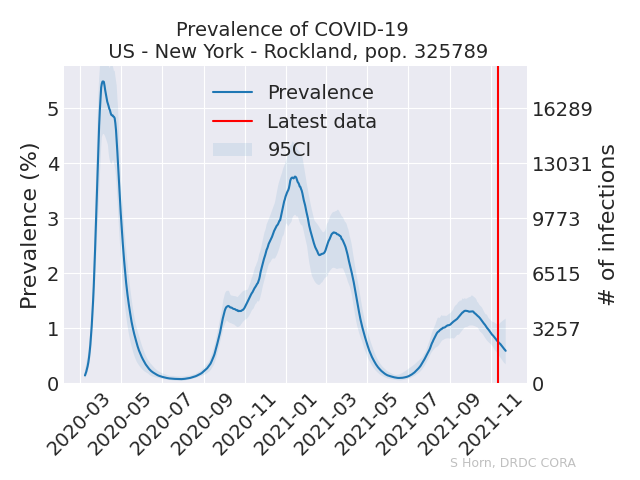 Prevalence of COVID-19
US - New York - Rockland, pop. 325789
Prevalence
Latest data
95CI
Prevalence (%)
5
4
3
2
1
0
16289
13031
9773
6515
3257
0
# of infections
2020-03
2020-05
2020-07
2020-09
2020-11
2021-01
2021-03
2021-05
2021-07
2021-09
2021-11
S Horn, DRDC CORA